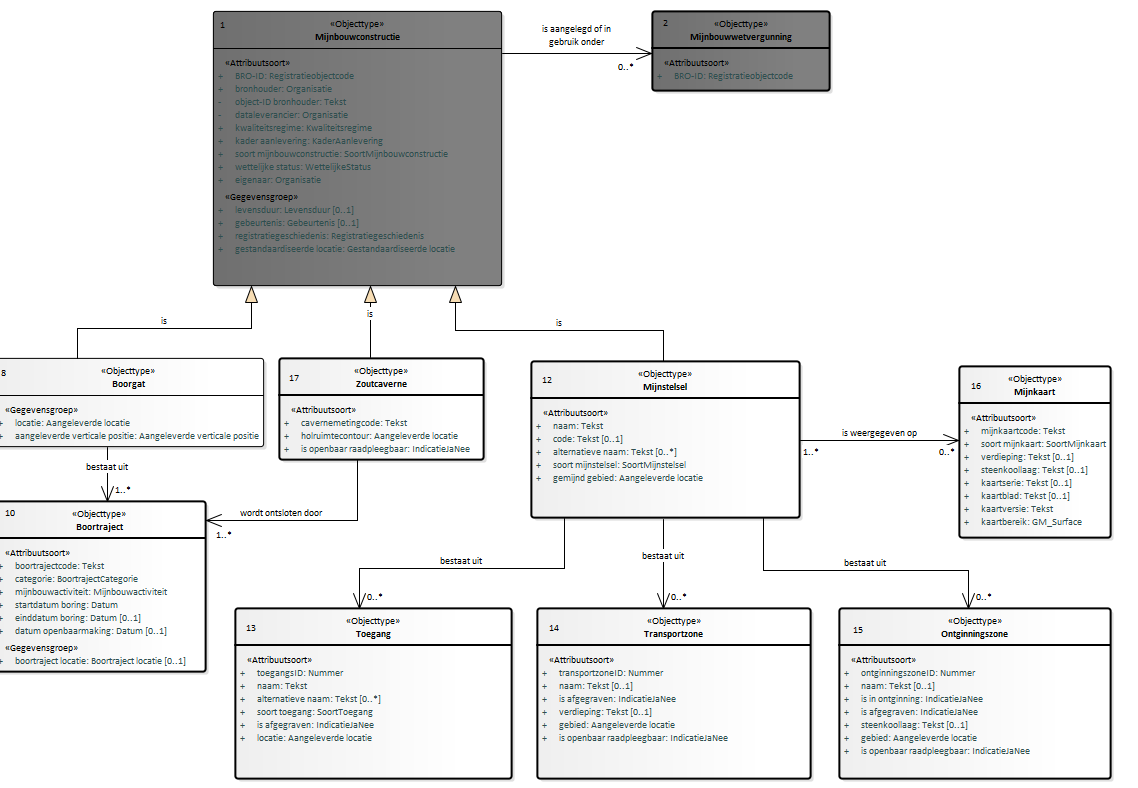 1
«Objecttype»
Mijnbouwconstructie
«Attribuutsoort»
+ BRO-ID: Registratieobjectcode
+ bronhouder: Organisatie
- object-ID bronhouder: Tekst
- dataleverancier: Organisatie
+ kwaliteitsregime: Kwaliteitsregime
+ kader aanlevering: KaderAanlevering
+ soort mijnbouwconstructie: SoortMijnbouwconstructie
+ wettelijke status: WettelijkeStatus
+ eigenaar: Organisatie
«Gegevensgroep»
+ levensduur: Levensduur [0..1]
+ gebeurtenis: Gebeurtenis [0..1]
+ registratiegeschiedenis: Registratiegeschiedenis
+ gestandaardiseerde locatie: Gestandaardiseerde locatie
is aangelegd of in
gebruik onder
0..*
2
«Objecttype»
Mijnbouwwetvergunning
«Attribuutsoort»
+ BRO-ID: Registratieobjectcode
is
is
is
8
«Objecttype»
Boorgat
«Gegevensgroep»
+ locatie: Aangeleverde locatie
+ aangeleverde verticale positie: Aangeleverde verticale positie
17
«Objecttype»
Zoutcaverne
«Attribuutsoort»
+ cavernemetingcode: Tekst
+ holruimtecontour: Aangeleverde locatie
+ is openbaar raadpleegbaar: IndicatieJaNee
12
«Objecttype»
Mijnstelsel
«Attribuutsoort»
+ naam: Tekst
+ code: Tekst [0..1]
+ alternatieve naam: Tekst [0..*]
+ soort mijnstelsel: SoortMijnstelsel
+ gemijnd gebied: Aangeleverde locatie
is weergegeven op
1..*
0..*
16
«Objecttype»
Mijnkaart
«Attribuutsoort»
+ mijnkaartcode: Tekst
+ soort mijnkaart: SoortMijnkaart
+ verdieping: Tekst [0..1]
+ steenkoollaag: Tekst [0..1]
+ kaartserie: Tekst [0..1]
+ kaartblad: Tekst [0..1]
+ kaartversie: Tekst
+ kaartbereik: GM_Surface
bestaat uit
1..*
10
«Objecttype»
Boortraject
«Attribuutsoort»
+ boortrajectcode: Tekst
+ categorie: BoortrajectCategorie
+ mijnbouwactiviteit: Mijnbouwactiviteit
+ startdatum boring: Datum
+ einddatum boring: Datum [0..1]
+ datum openbaarmaking: Datum [0..1]
«Gegevensgroep»
+ boortraject locatie: Boortraject locatie [0..1]
wordt ontsloten door
1..*
bestaat uit
0..*
bestaat uit
0..*
bestaat uit
0..*
13
«Objecttype»
Toegang
«Attribuutsoort»
+ toegangsID: Nummer
+ naam: Tekst
+ alternatieve naam: Tekst [0..*]
+ soort toegang: SoortToegang
+ is afgegraven: IndicatieJaNee
+ locatie: Aangeleverde locatie
14
«Objecttype»
Transportzone
«Attribuutsoort»
+ transportzoneID: Nummer
+ naam: Tekst [0..1]
+ is afgegraven: IndicatieJaNee
+ verdieping: Tekst [0..1]
+ gebied: Aangeleverde locatie
+ is openbaar raadpleegbaar: IndicatieJaNee
15
«Objecttype»
Ontginningszone
«Attribuutsoort»
+ ontginningszoneID: Nummer
+ naam: Tekst [0..1]
+ is in ontginning: IndicatieJaNee
+ is afgegraven: IndicatieJaNee
+ steenkoollaag: Tekst [0..1]
+ gebied: Aangeleverde locatie
+ is openbaar raadpleegbaar: IndicatieJaNee